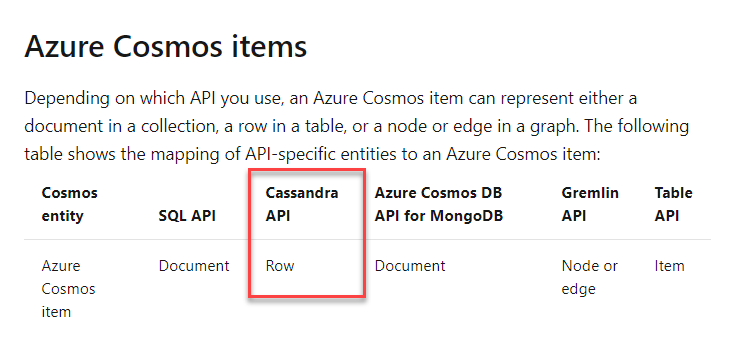 Azure Cosmos items
Depending on which API you use, an Azure Cosmos item can represent either a
document in a collection, a row in a table, or a node or edge in a graph. The following
table shows the mapping of API-specific entities to an Azure Cosmos item:
Cosmos entity SQL API Cassandra API Azure Cosmos DB API for MongoDB Gremlin API Table API
Azure Cosmos item Document Row Document Node or edge Item